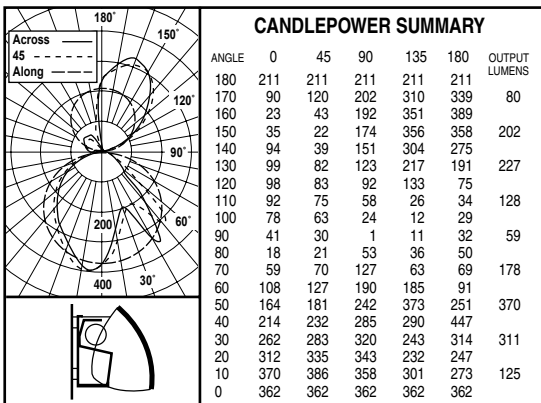 CANDLEPOWER SUMMARY
Across
45
Along
180°
150°
120°
90°
60°
30°
200
400
ANGLE 0 45 90 135 180 OUTPUT LUMENS
180 211 211 211 211 211
170 90 120 202 310 339 80
160 23 43 192 351 389
150 35 22 174 356 358 202
140 94 39 151 304 275
130 99 82 123 217 191 227
120 98 83 92 133 75
110 92 75 58 26 34 128
100 78 63 24 12 29
90 41 30 1 11 32 59
80 18 21 53 36 50
70 59 70 127 63 69 178
60 108 127 190 185 91
50 164 181 242 373 251 370
40 214 232 285 290 447
30 262 283 320 243 314 311
20 312 335 343 232 247
10 370 386 358 301 273 125
0 362 362 362 362 362